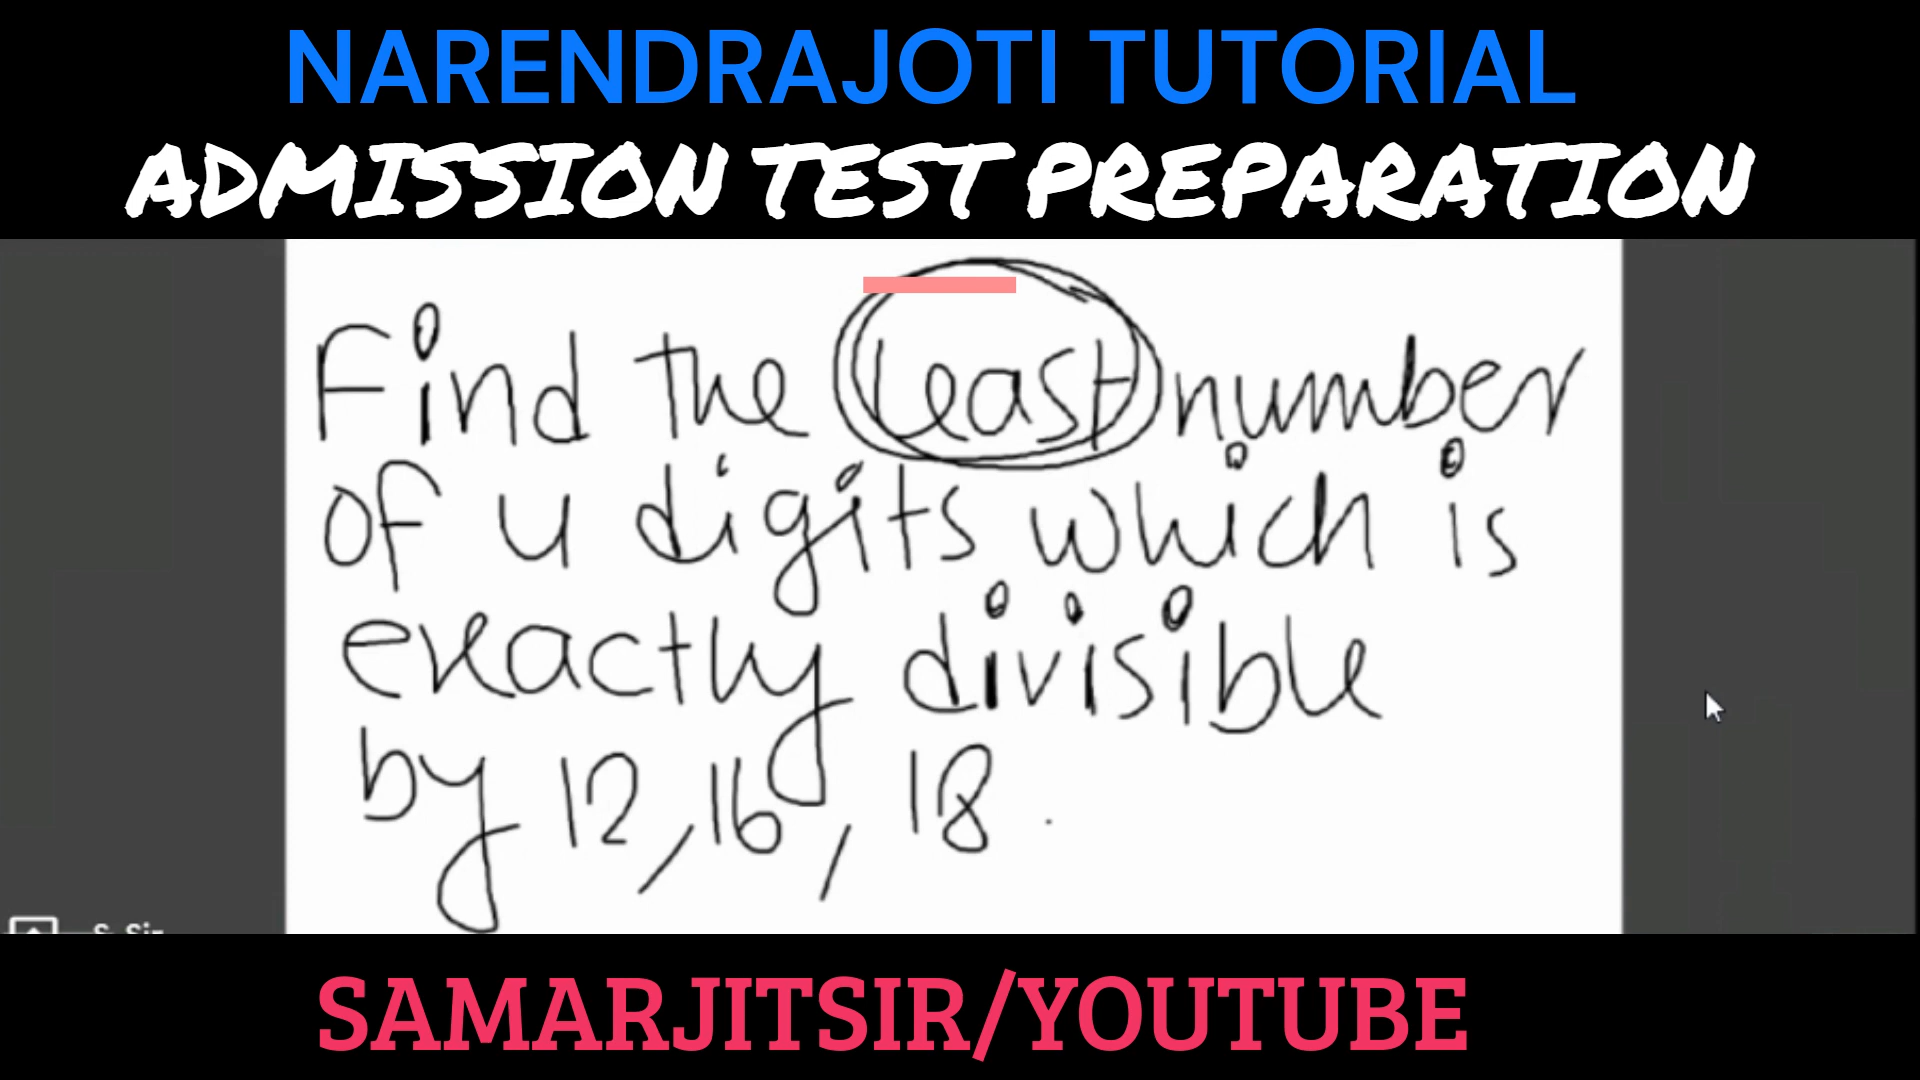 NARENDRAJOTI TUTORIAL
ADMISSION TEST PREPARATION
Find the least number
of 4 digits which is
exactly divisible
by 12, 16, 18.
S. Sir
SAMARJITSIR/YOUTUBE